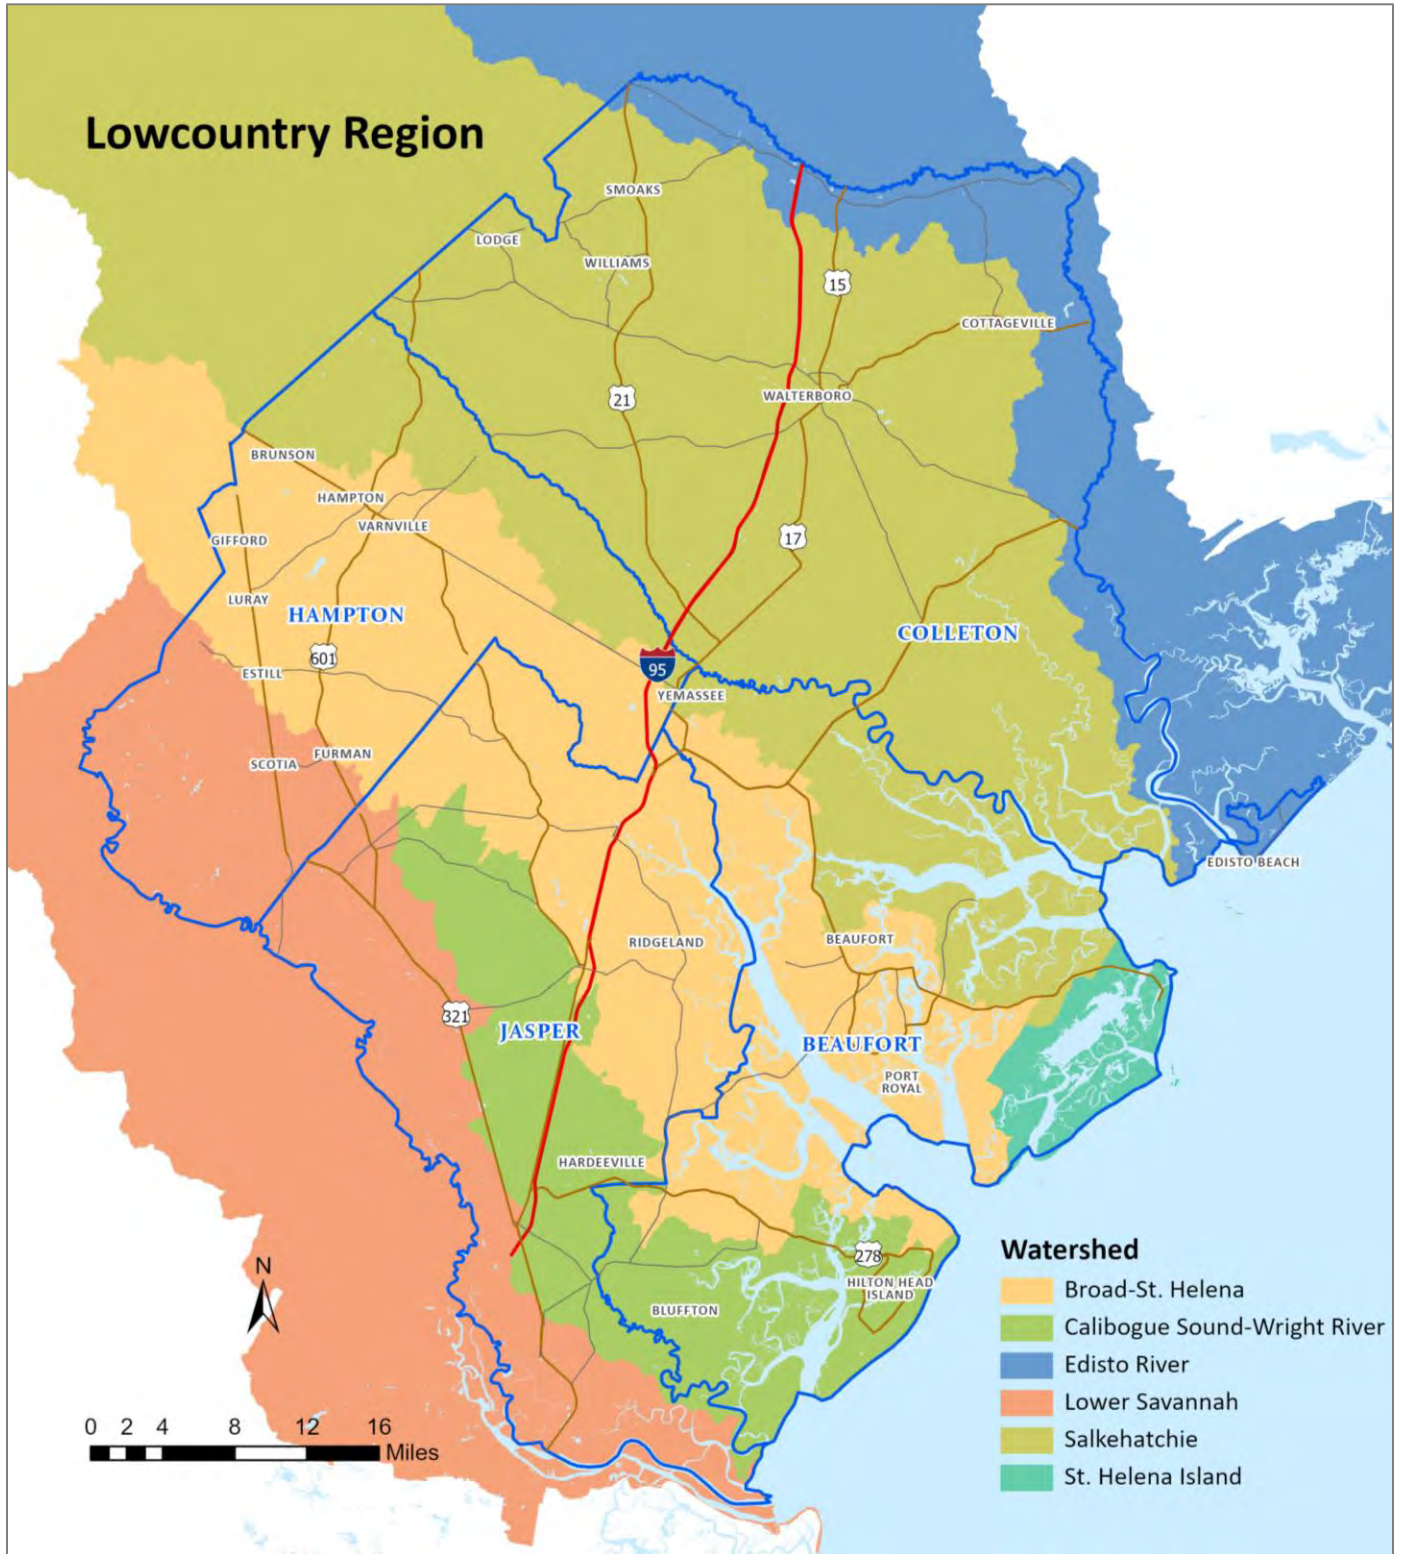 Lowcountry Region
SMOAKS
LODGE
WILLIAMS
15
COTTAGEVILLE
21
WALTERBORO
BRUNSON
HAMPTON
VARNVILLE
GIFFORD
17
LURAY
HAMPTON
COLLETON
601
95
ESTILL
YEMASSEE
SCOTIA
FURMAN
EDISTO BEACH
RIDGELAND
BEAUFORT
321
JASPER
BEAUFORT
PORT
ROYAL
HARDEEVILLE
278
HILTON HEAD
ISLAND
BLUFFTON
N
0 2 4 8 12 16
Miles
Watershed
Broad-St. Helena
Calibogue Sound-Wright River
Edisto River
Lower Savannah
Salkehatchie
St. Helena Island